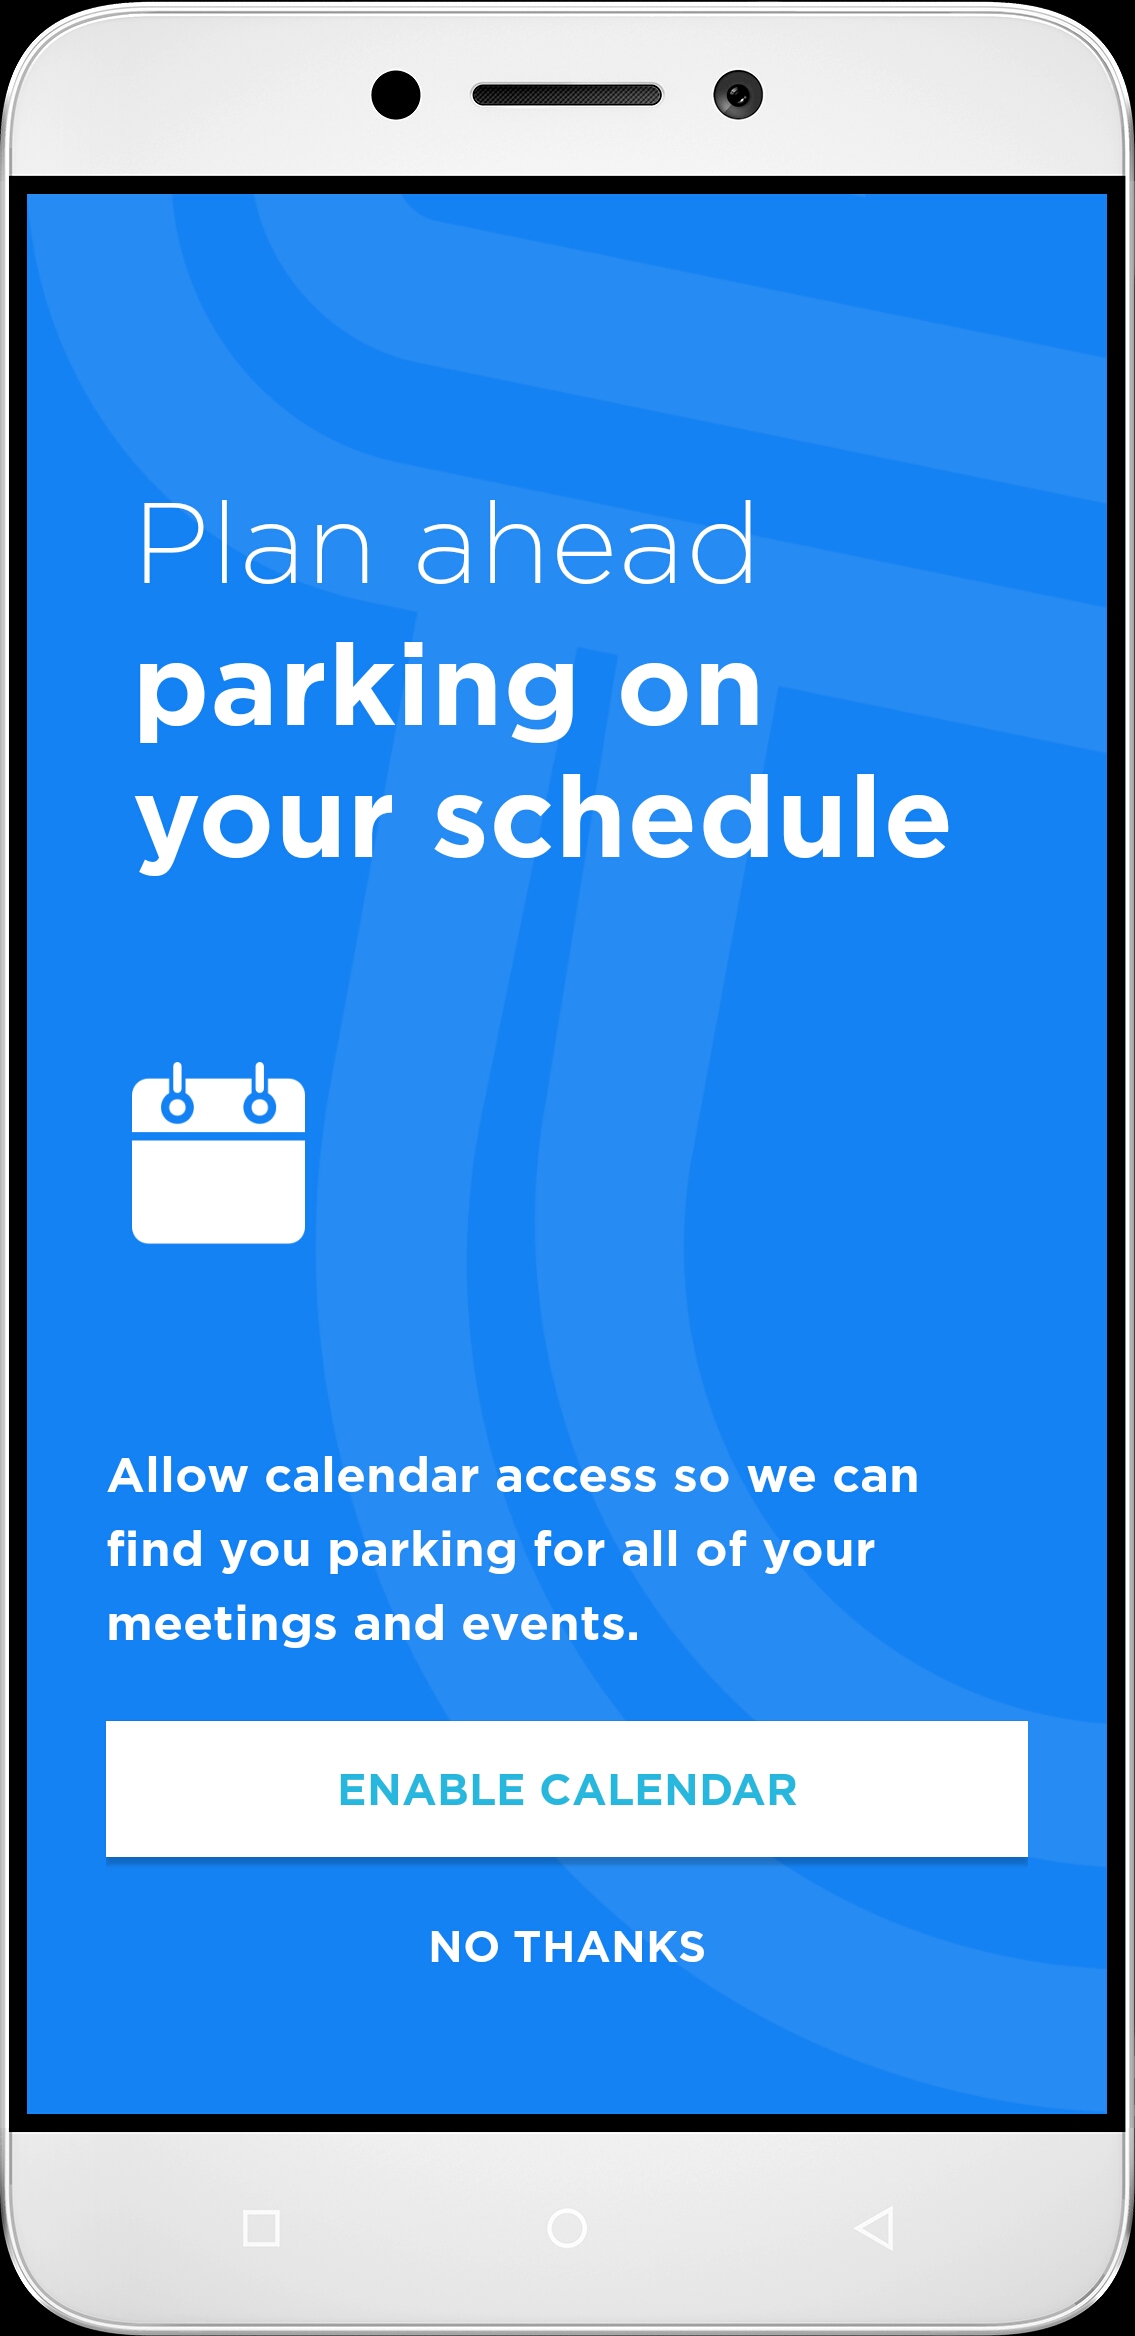 Plan ahead
parking on
your schedule
Allow calendar access so we can
find you parking for all of your
meetings and events.
ENABLE CALENDAR
NO THANKS